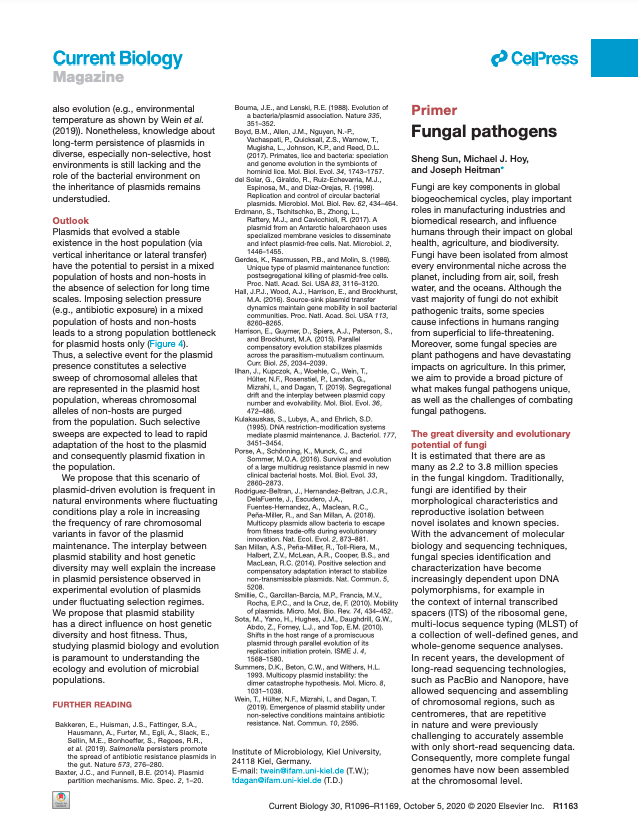 Current Biology
Magazine
CellPress
also evolution (e.g., environmental
temperature as shown by Wein et al.
(2019)). Nonetheless, knowledge about
long-term persistence of plasmids in
diverse, especially non-selective, host
environments is still lacking and the
role of the bacterial environment on
the inheritance of plasmids remains
understudied.
Outlook
Plasmids that evolved a stable
existence in the host population (via
vertical inheritance or lateral transfer)
have the potential to persist in a mixed
population of hosts and non-hosts in
the absence of selection for long time
scales. Imposing selection pressure
(e.g., antibiotic exposure) in a mixed
population of hosts and non-hosts
leads to a strong population bottleneck
for plasmid hosts only (Figure 4).
Thus, a selective event for the plasmid
presence constitutes a selective
sweep of chromosomal alleles that
are represented in the plasmid host
population, whereas chromosomal
alleles of non-hosts are purged
from the population. Such selective
sweeps are expected to lead to rapid
adaptation of the host to the plasmid
and consequently plasmid fixation in
the population.
We propose that this scenario of
plasmid-driven evolution is frequent in
natural environments where fluctuating
conditions play a role in increasing
the frequency of rare chromosomal
variants in favor of the plasmid
maintenance. The interplay between
plasmid stability and host genetic
diversity may well explain the increase
in plasmid persistence observed in
experimental evolution of plasmids
under fluctuating selection regimes.
We propose that plasmid stability
has a direct influence on host genetic
diversity and host fitness. Thus,
studying plasmid biology and evolution
is paramount to understanding the
ecology and evolution of microbial
populations.
FURTHER READING
Bakkeren, E., Huisman, J.S., Fattinger, S.A.,
Hausmann, A., Furter, M., Egli, A., Slack, E.,
Sellin, M.E., Bonhoeffer, S., Regoes, R.R.,
et al. (2019). Salmonella persisters promote
the spread of antibiotic resistance plasmids in
the gut. Nature 573, 276–280.
Baxter, J.C., and Funnell, B.E. (2014). Plasmid
partition mechanisms. Mic. Spec. 2, 1–20.
Bouma, J.E., and Lenski, R.E. (1988). Evolution of
a bacteria/plasmid association. Nature 335,
351–352.
Boyd, B.M., Allen, J.M., Nguyen, N.-P.,
Vachaspati, P., Quicksall, Z.S., Warnow, T.,
Mugisha, L., Johnson, K.P., and Reed, D.L.
(2017). Primates, lice and bacteria: speciation
and genome evolution in the symbionts of
hominid lice. Mol. Biol. Evol. 34, 1743–1757.
del Solar, G., Giraldo, R., Ruiz-Echevarria, M.J.,
Espinosa, M., and Díaz-Orejas, R. (1998).
Replication and control of circular bacterial
plasmids. Microbiol. Mol. Biol. Rev. 62, 434–464.
Erdmann, S., Tschitschko, B., Zhong, L.,
Raftery, M.J., and Cavicchioli, R. (2017). A
plasmid from an Antarctic haloarchaeon uses
specialized membrane vesicles to disseminate
and infect plasmid-free cells. Nat. Microbiol. 2,
1446–1455.
Gerdes, K., Rasmussen, P.B., and Molin, S. (1986).
Unique type of plasmid maintenance function:
postsegregational killing of plasmid-free cells.
Proc. Natl. Acad. Sci. USA 83, 3116–3120.
Hall, J.P.J., Wood, A.J., Harrison, E., and Brockhurst,
M.A. (2016). Source-sink plasmid transfer
dynamics maintain gene mobility in soil bacterial
communities. Proc. Natl. Acad. Sci. USA 113,
8260–8265.
Harrison, E., Guymer, D., Spiers, A.J., Paterson, S.,
and Brockhurst, M.A. (2015). Parallel
compensatory evolution stabilizes plasmids
across the parasitism-mutualism continuum.
Curr. Biol. 25, 2034–2039.
Ilhan, J., Kupczok, A., Woehle, C., Wein, T.,
Hülter, N.F., Rosenstiel, P., Landan, G.,
Mizrahi, I., and Dagan, T. (2019). Segregational
drift and the interplay between plasmid copy
number and evolvability. Mol. Biol. Evol. 36,
472–486.
Kulakauskas, S., Lubys, A., and Ehrlich, S.D.
(1995). DNA restriction-modification systems
mediate plasmid maintenance. J. Bacteriol. 177,
3451–3454.
Porse, A., Schönning, K., Munck, C., and
Sommer, M.O.A. (2016). Survival and evolution
of a large multidrug resistance plasmid in new
clinical bacterial hosts. Mol. Biol. Evol. 33,
2860–2873.
Rodriguez-Beltran, J., Hernandez-Beltran, J.C.R.,
DelaFuente, J., Escudero, J.A.,
Fuentes-Hernandez, A., Maclean, R.C.,
Peña-Miller, R., and San Millan, A. (2018).
Multicopy plasmids allow bacteria to escape
from fitness trade-offs during evolutionary
innovation. Nat. Ecol. Evol. 2, 873–881.
San Millan, A.S., Peña-Miller, R., Toll-Riera, M.,
Halbert, Z.V., McLean, A.R., Cooper, B.S., and
MacLean, R.C. (2014). Positive selection and
compensatory adaptation interact to stabilize
non-transmissible plasmids. Nat. Commun. 5,
5208.
Smillie, C., Garcillan-Barcia, M.P., Francia, M.V.,
Rocha, E.P.C., and la Cruz, de, F. (2010). Mobility
of plasmids. Micro. Mol. Bio. Rev. 74, 434–452.
Sota, M., Yano, H., Hughes, J.M., Daughdrill, G.W.,
Abdo, Z., Forney, L.J., and Top, E.M. (2010).
Shifts in the host range of a promiscuous
plasmid through parallel evolution of its
replication initiation protein. ISME J. 4,
1568–1580.
Summers, D.K., Beton, C.W., and Withers, H.L.
1993. Multicopy plasmid instability: the
dimer catastrophe hypothesis. Mol. Micro. 8,
1031–1038.
Wein, T., Hülter, N.F., Mizrahi, I., and Dagan, T.
(2019). Emergence of plasmid stability under
non-selective conditions maintains antibiotic
resistance. Nat. Commun. 10, 2595.
Institute of Microbiology, Kiel University,
24118 Kiel, Germany.
E-mail: twein@ifam.uni-kiel.de (T.W.);
tdagan@ifam.uni-kiel.de (T.D.)
Primer
Fungal pathogens
Sheng Sun, Michael J. Hoy,
and Joseph Heitman*
Fungi are key components in global
biogeochemical cycles, play important
roles in manufacturing industries and
biomedical research, and influence
humans through their impact on global
health, agriculture, and biodiversity.
Fungi have been isolated from almost
every environmental niche across the
planet, including from air, soil, fresh
water, and the oceans. Although the
vast majority of fungi do not exhibit
pathogenic traits, some species
cause infections in humans ranging
from superficial to life-threatening.
Moreover, some fungal species are
plant pathogens and have devastating
impacts on agriculture. In this primer,
we aim to provide a broad picture of
what makes fungal pathogens unique,
as well as the challenges of combating
fungal pathogens.
The great diversity and evolutionary
potential of fungi
It is estimated that there are as
many as 2.2 to 3.8 million species
in the fungal kingdom. Traditionally,
fungi are identified by their
morphological characteristics and
reproductive isolation between
novel isolates and known species.
With the advancement of molecular
biology and sequencing techniques,
fungal species identification and
characterization have become
increasingly dependent upon DNA
polymorphisms, for example in
the context of internal transcribed
spacers (ITS) of the ribosomal gene,
multi-locus sequence typing (MLST) of
a collection of well-defined genes, and
whole-genome sequence analyses.
In recent years, the development of
long-read sequencing technologies,
such as PacBio and Nanopore, have
allowed sequencing and assembling
of chromosomal regions, such as
centromeres, that are repetitive
in nature and were previously
challenging to accurately assemble
with only short-read sequencing data.
Consequently, more complete fungal
genomes have now been assembled
at the chromosomal level.
Current Biology 30, R1096–R1169, October 5, 2020 © 2020 Elsevier Inc. R1163